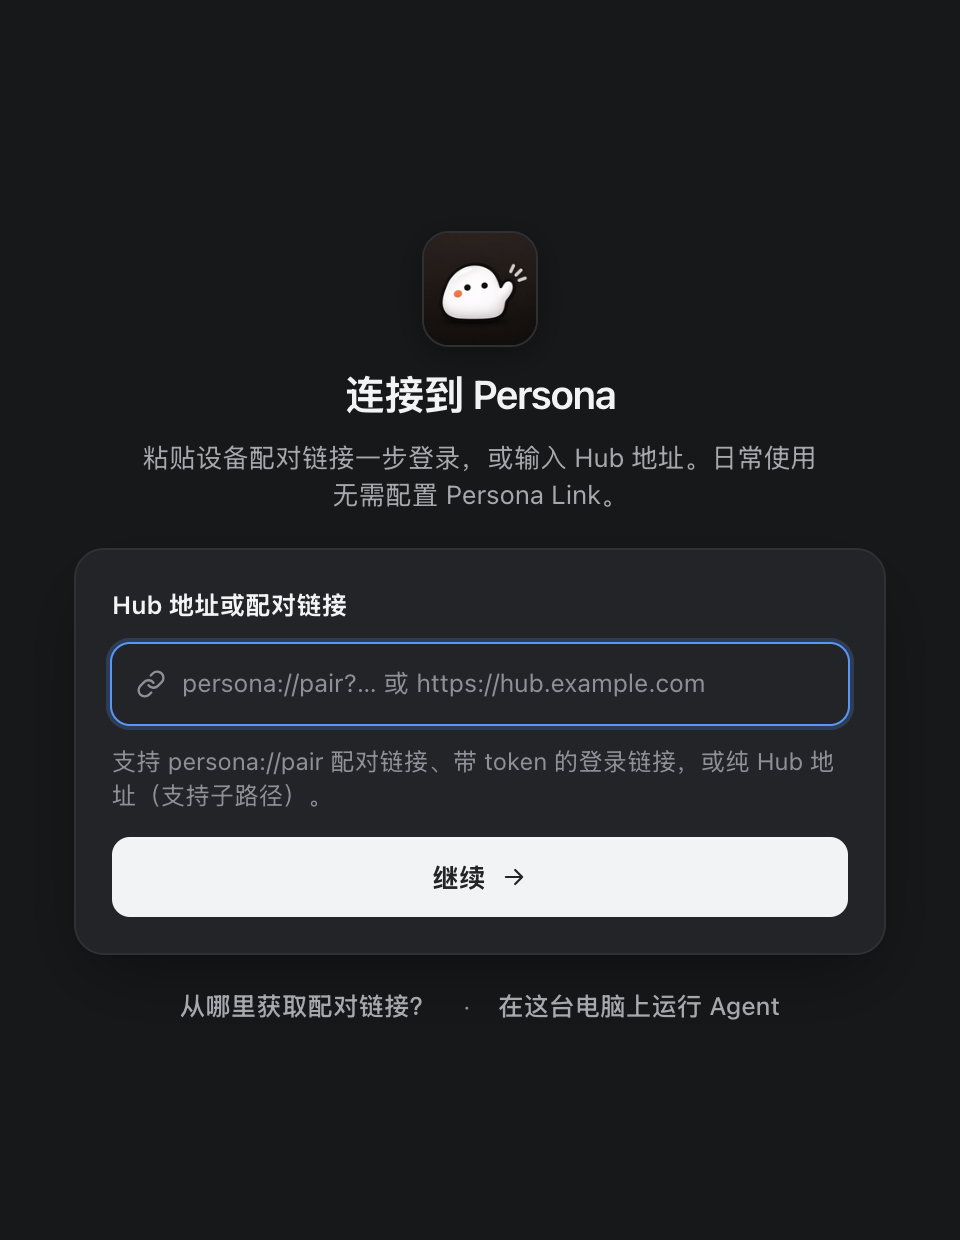 连接到 Persona
粘贴设备配对链接一步登录，或输入 Hub 地址。日常使用
无需配置 Persona Link。
Hub 地址或配对链接
persona://pair?... 或 https://hub.example.com
支持 persona://pair 配对链接、带 token 的登录链接，或纯 Hub 地
址（支持子路径）。
继续 →
从哪里获取配对链接? · 在这台电脑上运行 Agent